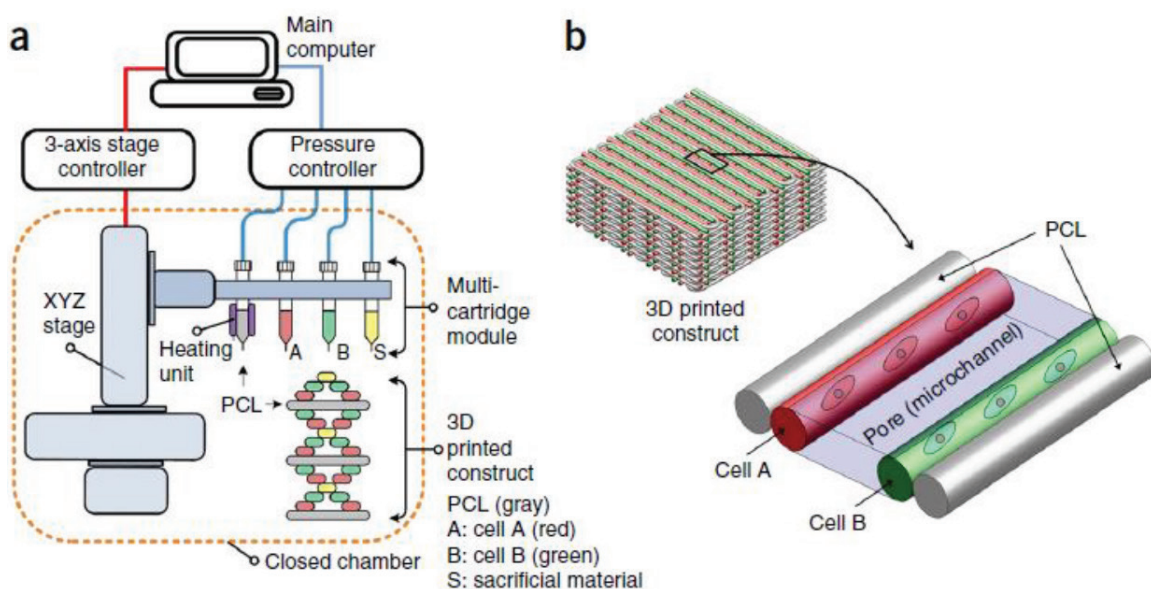 a
Main
computer
3-axis stage
controller
Pressure
controller
XYZ
stage
Heating
unit
A
B
S
Multi-
cartridge
module
PCL
3D
printed
construct
PCL (gray)
A: cell A (red)
B: cell B (green)
S: sacrificial material
Closed chamber
b
3D printed
construct
PCL
Pore (microchannel)
Cell A
Cell B